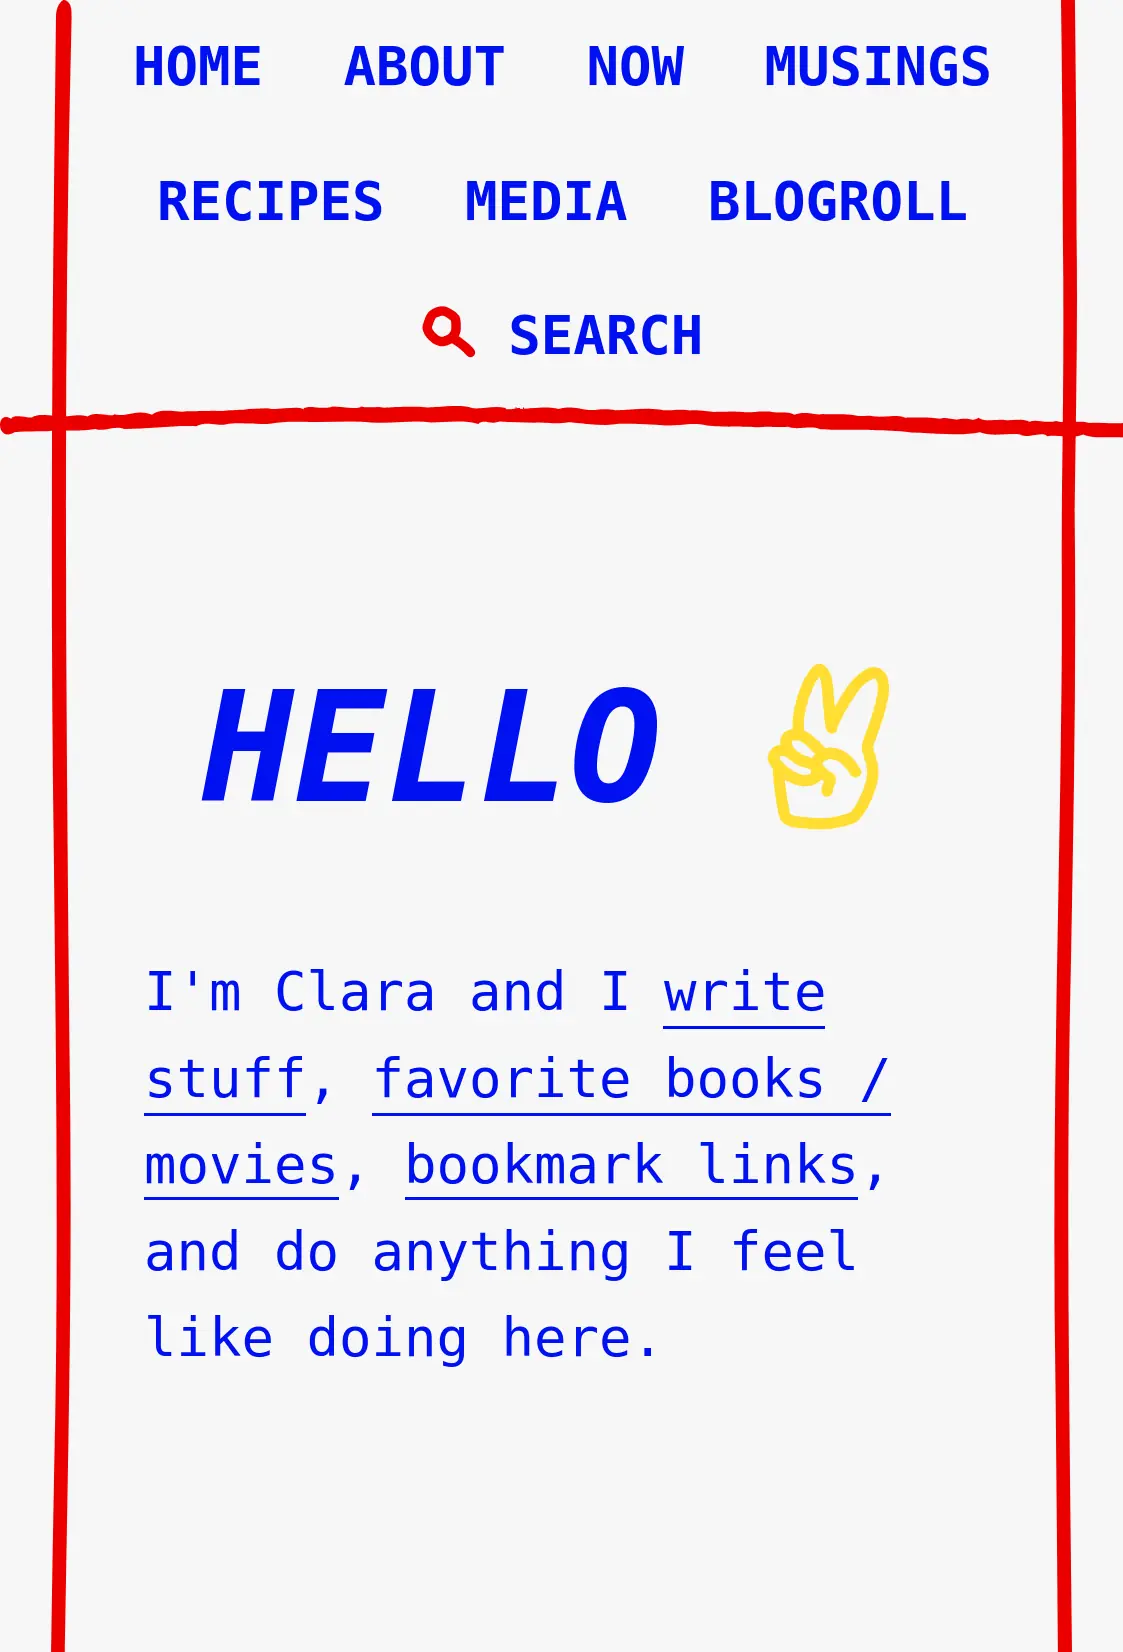 HOME ABOUT NOW MUSINGS
RECIPES MEDIA BLOGROLL
SEARCH
HELLO
I'm Clara and I write
stuff, favorite books /
movies, bookmark links,
and do anything I feel
like doing here.